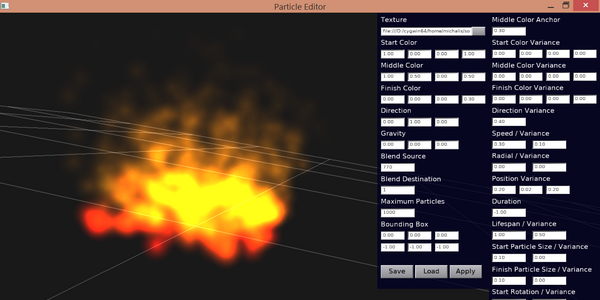 Particle Editor
Texture
Start Color
1.00 0.00 0.00 1.00
Middle Color
1.00 0.50 0.00 0.50
Finish Color
0.00 0.00 0.00 0.30
Direction
0.00 1.00 0.00
Gravity
0.00 0.00 0.00
Blend Source
770
Blend Destination
1
Maximum Particles
1000
Bounding Box
0.00 0.00 0.00
-1.00 -1.00 -1.00
Save Load Apply
Middle Color Anchor
0.30
Start Color Variance
0.00 0.00 0.00 0.00
Middle Color Variance
0.00 0.00 0.00 0.00
Finish Color Variance
0.00 0.00 0.00 0.00
Direction Variance
0.40
Speed / Variance
0.30 0.10
Radial / Variance
0.00 0.00
Position Variance
0.20 0.02 0.20
Duration
-1.00
Lifespan / Variance
1.00 0.50
Start Particle Size / Variance
0.10 0.00
Finish Particle Size / Variance
0.10 0.00
Start Rotation / Variance